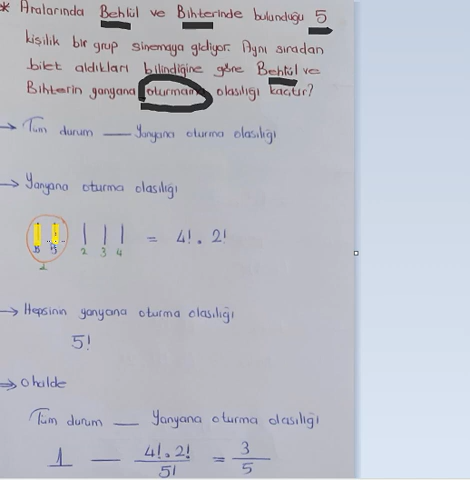 * Aralarında Behlül ve Bihterinde bulunduğu 5
kişilik bir grup sinemaya gidiyor. Aynı sıradan
bilet aldıkları bilindiğine göre Behlül ve
Bihterin yanyana oturmama olasılığı kaçtır?
→ Tüm durum — Yanyana oturma olasılığı
→ Yanyana oturma olasılığı
= 4! . 2!
2 3 4
1
→ Hepsinin yanyana oturma olasılığı
5!
⇒ O halde
Tüm durum — Yanyana oturma olasılığı
1 — 4! . 2! / 5! = 3 / 5